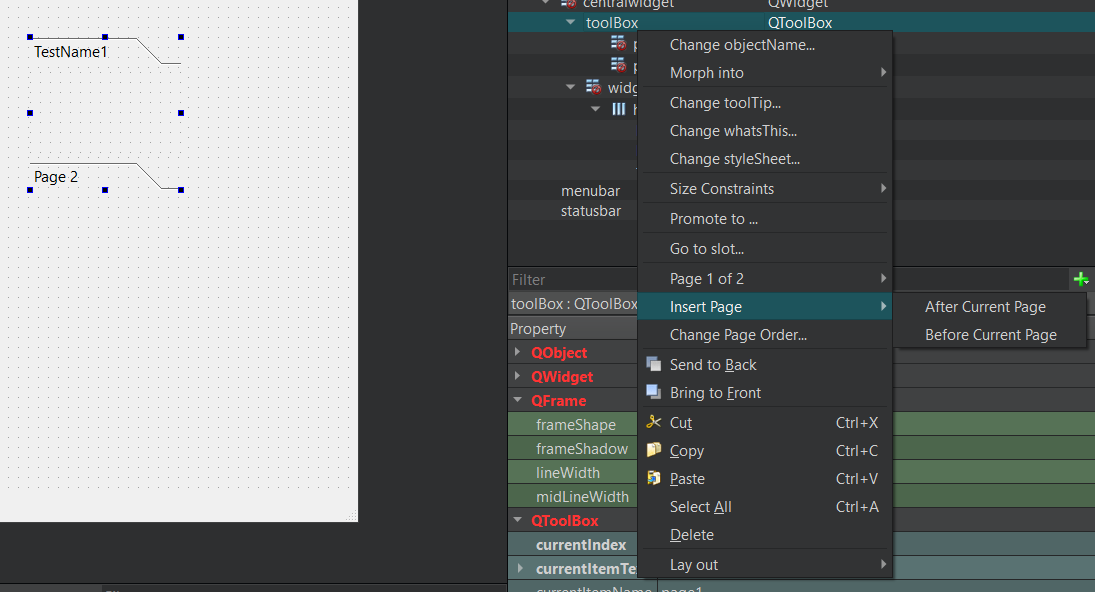 centralwidget QWidget
toolBox QToolBox
TestName1
Page 2
widg
menubar
statusbar
Filter
toolBox : QToolBox
Property
QObject
QWidget
QFrame
frameShape
frameShadow
lineWidth
midLineWidth
QToolBox
currentIndex
currentItemTe
currentItemName page1
Change objectName...
Morph into
Change toolTip...
Change whatsThis...
Change styleSheet...
Size Constraints
Promote to ...
Go to slot...
Page 1 of 2
Insert Page
Change Page Order...
Send to Back
Bring to Front
Cut Ctrl+X
Copy Ctrl+C
Paste Ctrl+V
Select All Ctrl+A
Delete
Lay out
After Current Page
Before Current Page